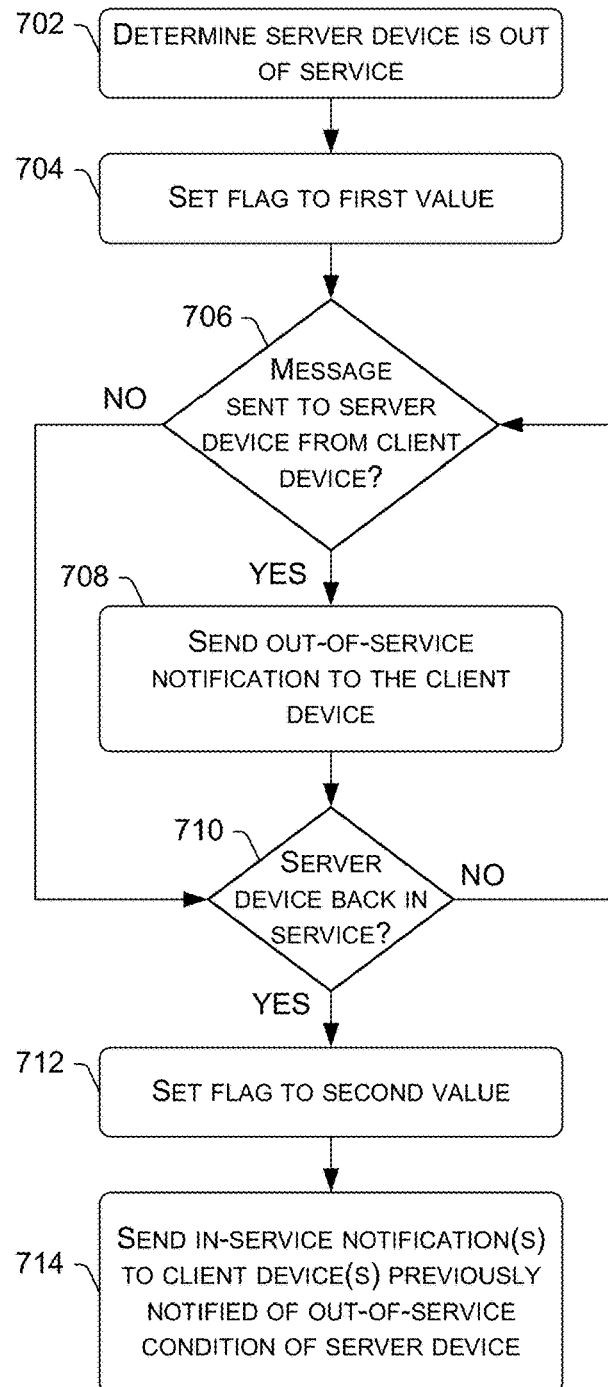 702
DETERMINE SERVER DEVICE IS OUT
OF SERVICE
704
SET FLAG TO FIRST VALUE
706
MESSAGE
SENT TO SERVER
DEVICE FROM CLIENT
DEVICE?
NO
YES
708
SEND OUT-OF-SERVICE
NOTIFICATION TO THE CLIENT
DEVICE
710
SERVER
DEVICE BACK IN
SERVICE?
NO
YES
712
SET FLAG TO SECOND VALUE
714
SEND IN-SERVICE NOTIFICATION(S)
TO CLIENT DEVICE(S) PREVIOUSLY
NOTIFIED OF OUT-OF-SERVICE
CONDITION OF SERVER DEVICE